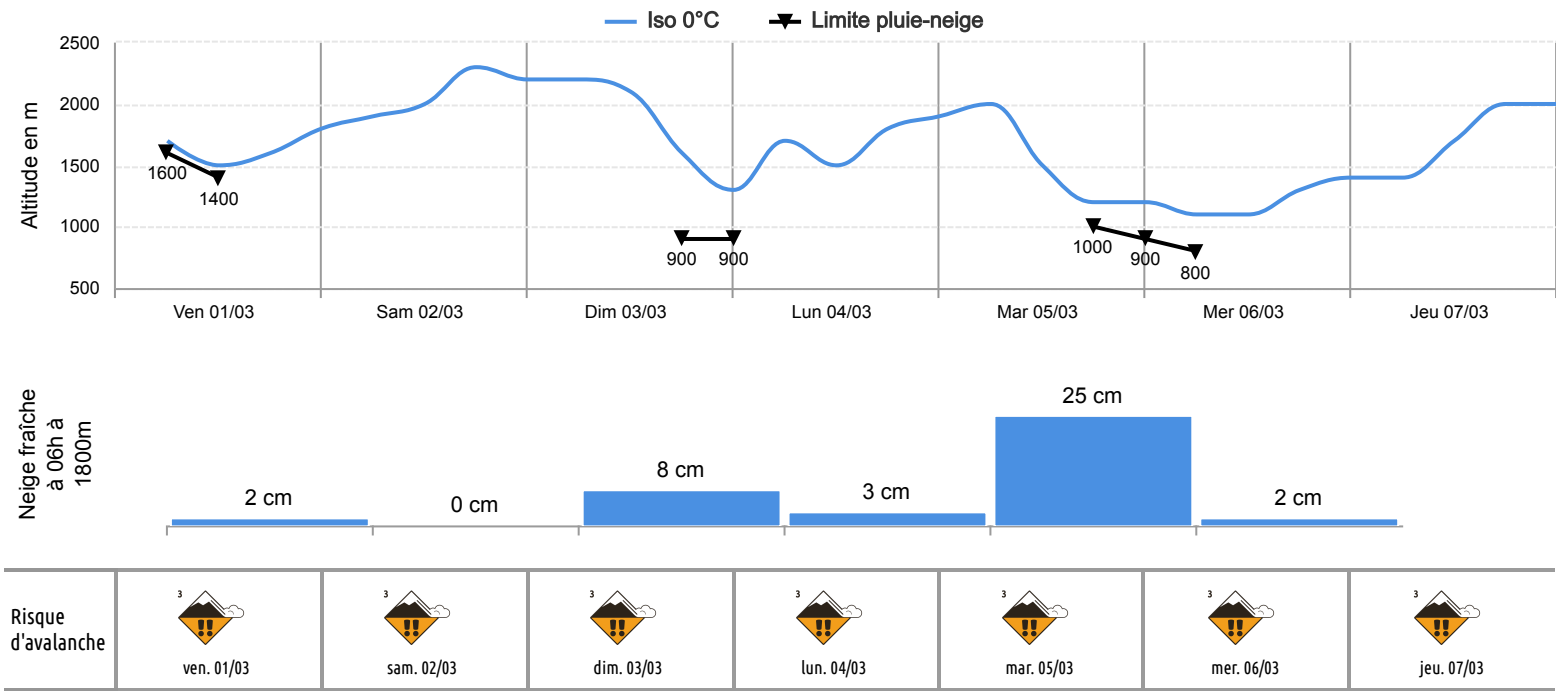 Iso 0°C Limite pluie-neige
Altitude en m
2500
2000
1500
1000
500
1600
1400
900 900
1000
900
800
Ven 01/03 Sam 02/03 Dim 03/03 Lun 04/03 Mar 05/03 Mer 06/03 Jeu 07/03
Neige fraîche
à 06h à
1800m
2 cm 0 cm 8 cm 3 cm 25 cm 2 cm
Risque
d'avalanche
3 3 3 3 3 3 3
ven. 01/03 sam. 02/03 dim. 03/03 lun. 04/03 mar. 05/03 mer. 06/03 jeu. 07/03